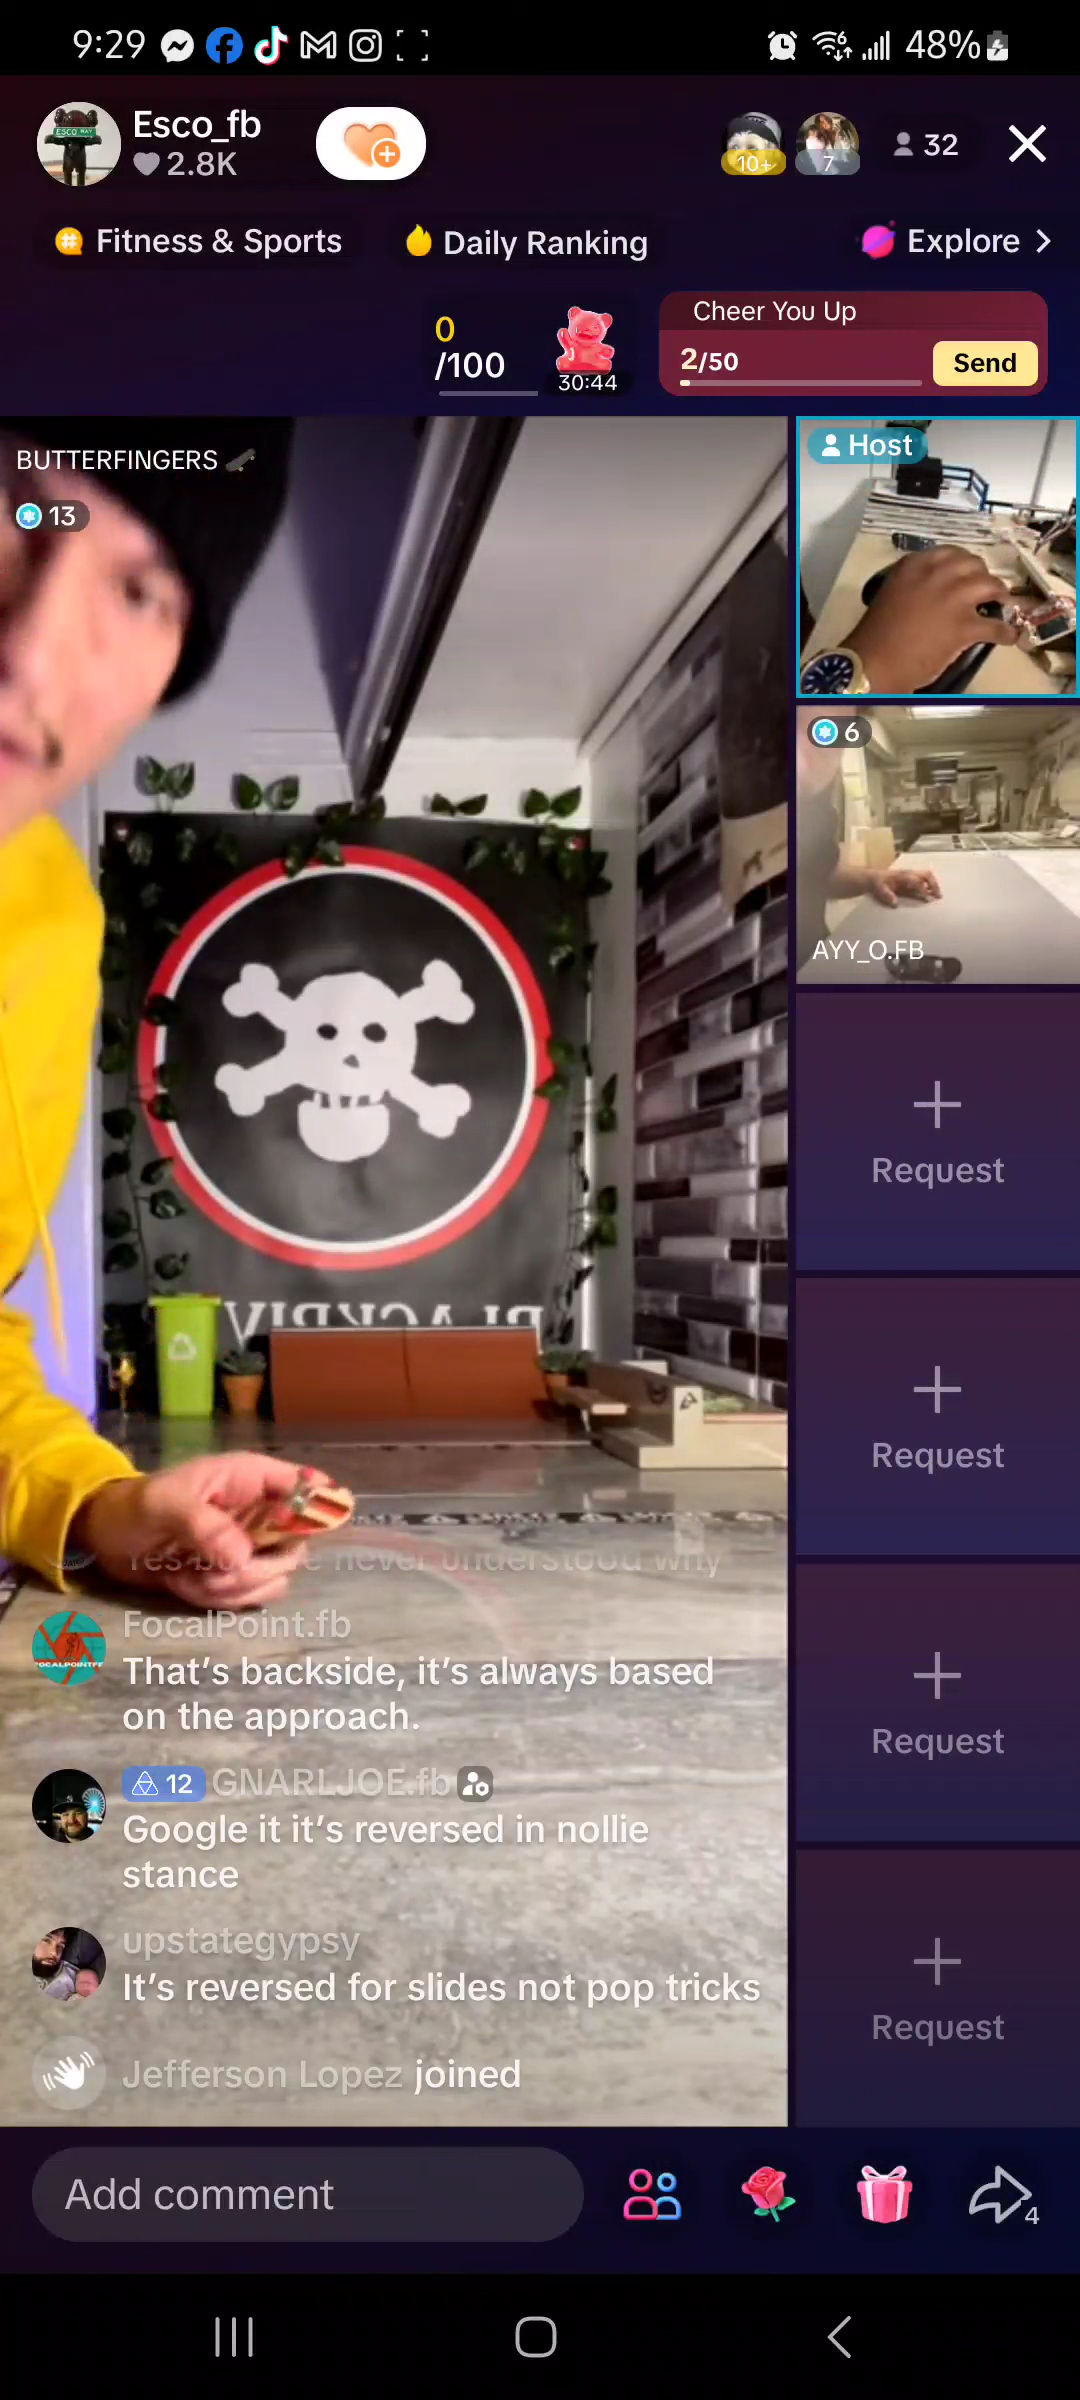 9:29
48%
Esco_fb
2.8K
10+
7
32
Fitness & Sports
Daily Ranking
Explore
0
/100
30:44
Cheer You Up
2/50
Send
BUTTERFINGERS
13
Host
6
AYY_O.FB
Request
Request
Request
Request
never understood why
FocalPoint.fb
That's backside, it's always based
on the approach.
12 GNARLJOE.fb
Google it it's reversed in nollie
stance
upstategypsy
It's reversed for slides not pop tricks
Jefferson Lopez joined
Add comment
4